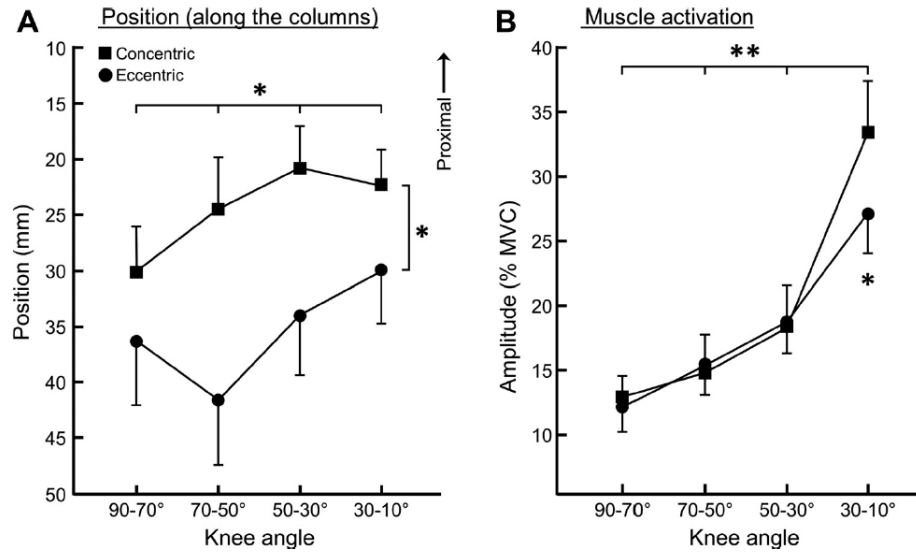 A
Position (along the columns)
Concentric
Eccentric
*
Proximal
*
Position (mm)
10
15
20
25
30
35
40
45
50
90-70°
70-50°
50-30°
30-10°
Knee angle
B
Muscle activation
**
*
Amplitude (% MVC)
40
35
30
25
20
15
10
90-70°
70-50°
50-30°
30-10°
Knee angle